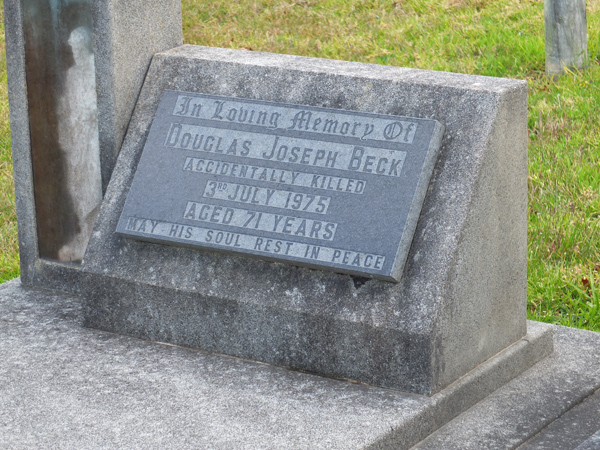 In Loving Memory Of
DOUGLAS JOSEPH BECK
ACCIDENTALLY KILLED
3RD JULY 1975
AGED 71 YEARS
MAY HIS SOUL REST IN PEACE